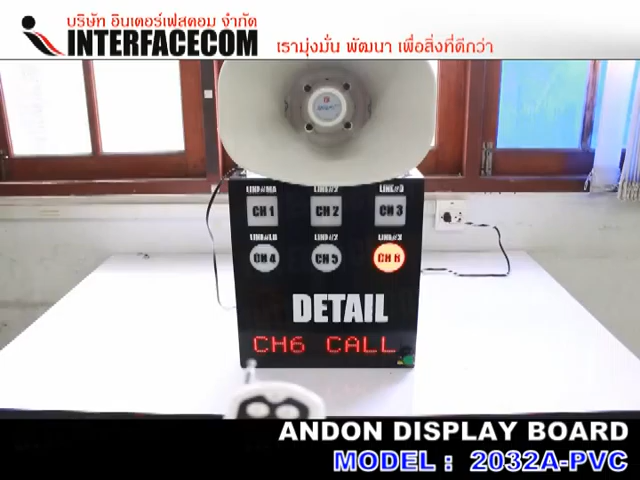 บริษัท อินเตอร์เฟสคอม จำกัด
INTERFACECOM
เรามุ่งมั่น พัฒนา เพื่อสิ่งที่ดีกว่า
CH 1 CH 2 CH 3
CH 4 CH 5 CH 6
DETAIL
CH6 CALL
ANDON DISPLAY BOARD
MODEL : 2032A-PVC